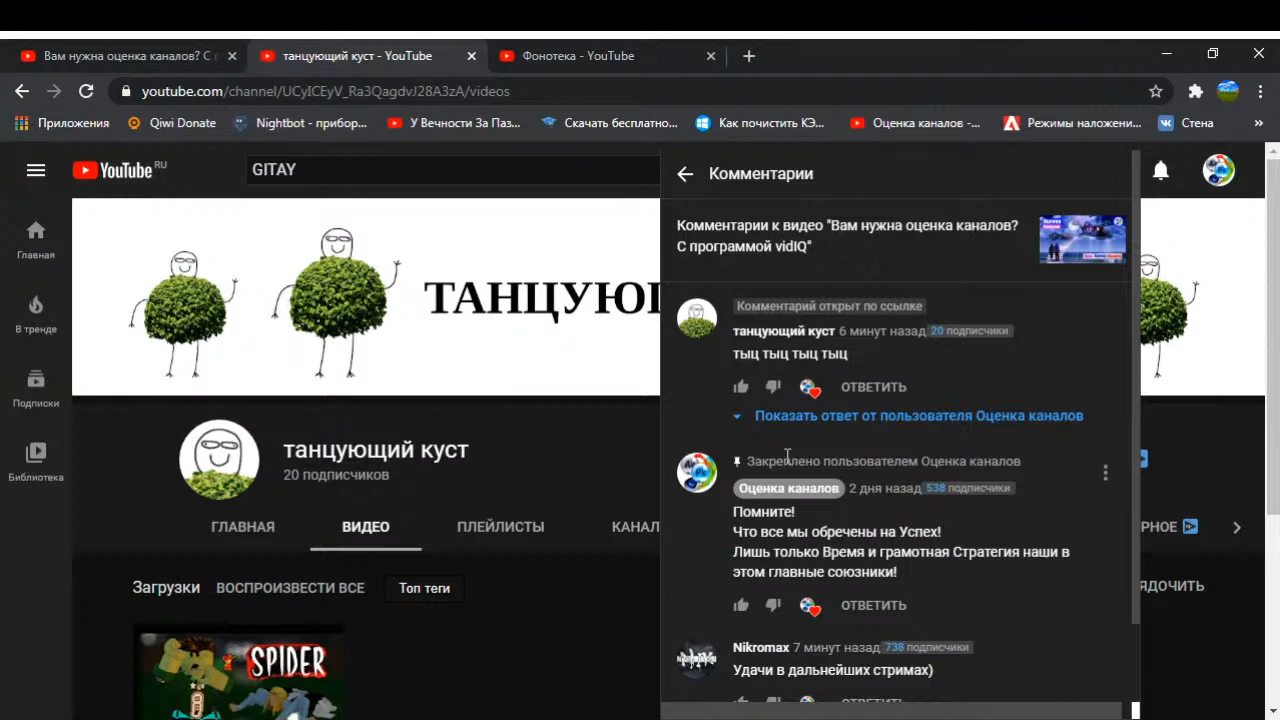 Вам нужна оценка каналов? С
танцующий куст - YouTube
Фонотека - YouTube
youtube.com/channel/UCyICEyV_Ra3QagdvJ28A3zA/videos
Приложения
Qiwi Donate
Nightbot - прибор...
У Вечности За Паз...
Скачать бесплатно...
Как почистить КЭ...
Оценка каналов -...
Режимы наложени...
Стена
»
YouTube RU
GITAY
Главная
В тренде
Подписки
Библиотека
ТАНЦУЮЩ
танцующий куст
20 подписчиков
ГЛАВНАЯ
ВИДЕО
ПЛЕЙЛИСТЫ
КАНАЛ
РНОЕ
Загрузки
ВОСПРОИЗВЕСТИ ВСЕ
Топ теги
ЯДОЧИТЬ
SPIDER
Комментарии
Комментарии к видео "Вам нужна оценка каналов?
С программой vidIQ"
Комментарий открыт по ссылке
танцующий куст 6 минут назад 20 подписчики
тыц тыц тыц тыц
ОТВЕТИТЬ
Показать ответ от пользователя Оценка каналов
Закреплено пользователем Оценка каналов
Оценка каналов 2 дня назад 538 подписчики
Помните!
Что все мы обречены на Успех!
Лишь только Время и грамотная Стратегия наши в
этом главные союзники!
ОТВЕТИТЬ
Nikromax 7 минут назад 738 подписчики
Удачи в дальнейших стримах)
ОТВЕТИТЬ